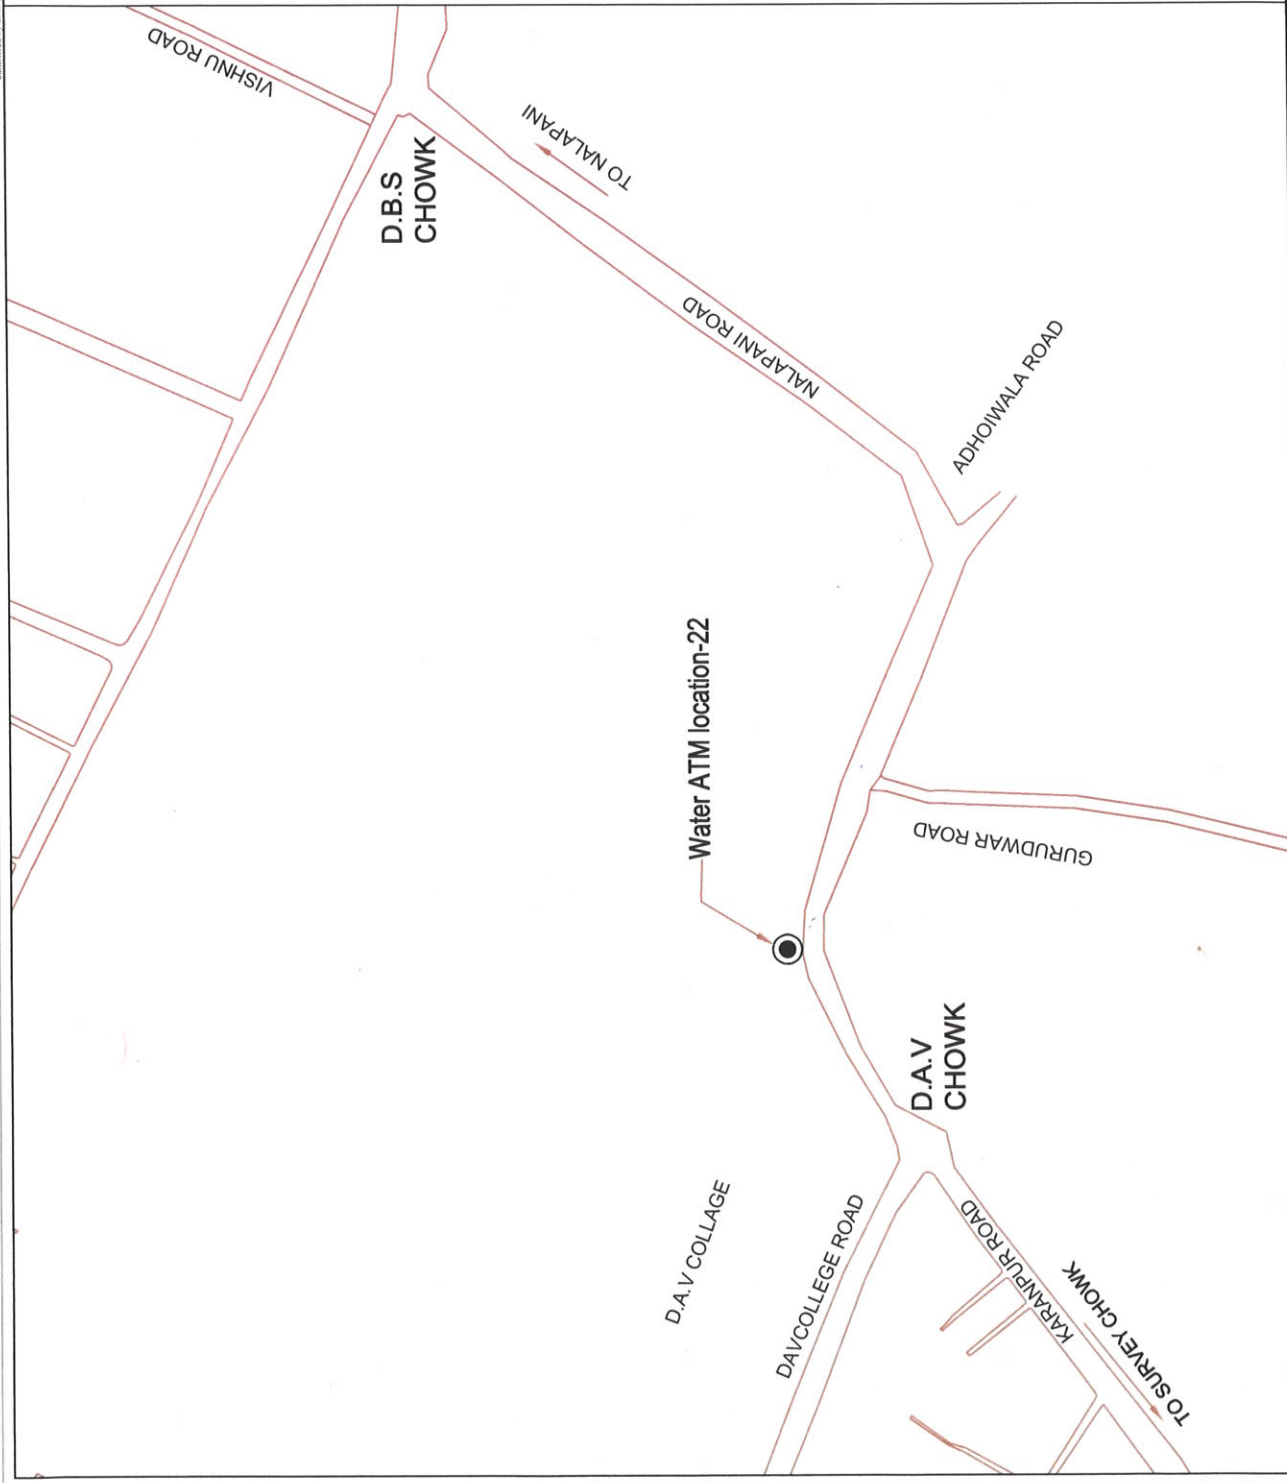 VISHNU ROAD
D.B.S
CHOWK
TO NALAPANI
NALAPANI ROAD
ADHOIWALA ROAD
Water ATM location-22
GURUDWAR ROAD
D.A.V
CHOWK
D.A.V COLLAGE
DAVCOLLEGE ROAD
KARANPUR ROAD
TO SURVEY CHOWK